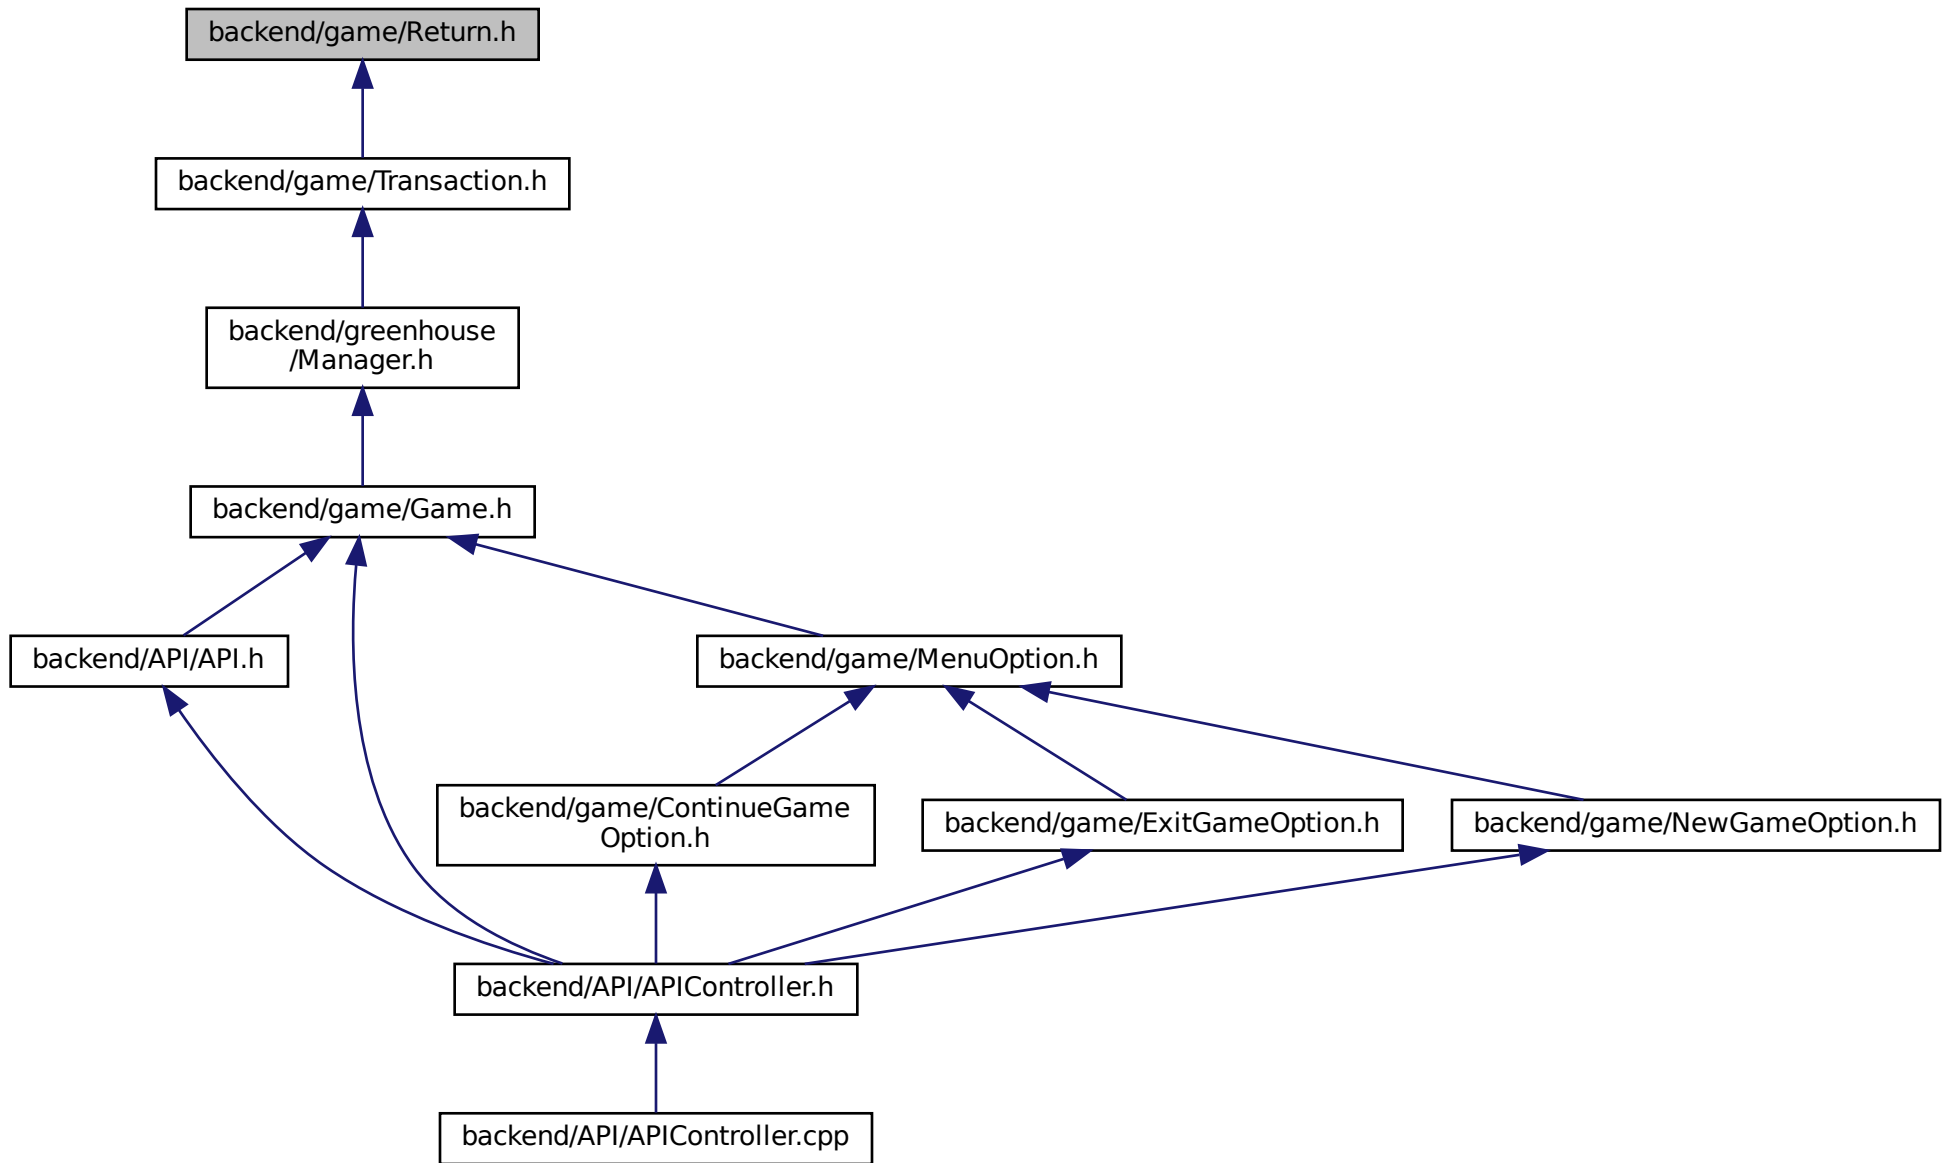 backend/game/Return.h
backend/game/Transaction.h
backend/greenhouse
/Manager.h
backend/game/Game.h
backend/API/API.h
backend/game/MenuOption.h
backend/game/ContinueGame
Option.h
backend/game/ExitGameOption.h
backend/game/NewGameOption.h
backend/API/APIController.h
backend/API/APIController.cpp